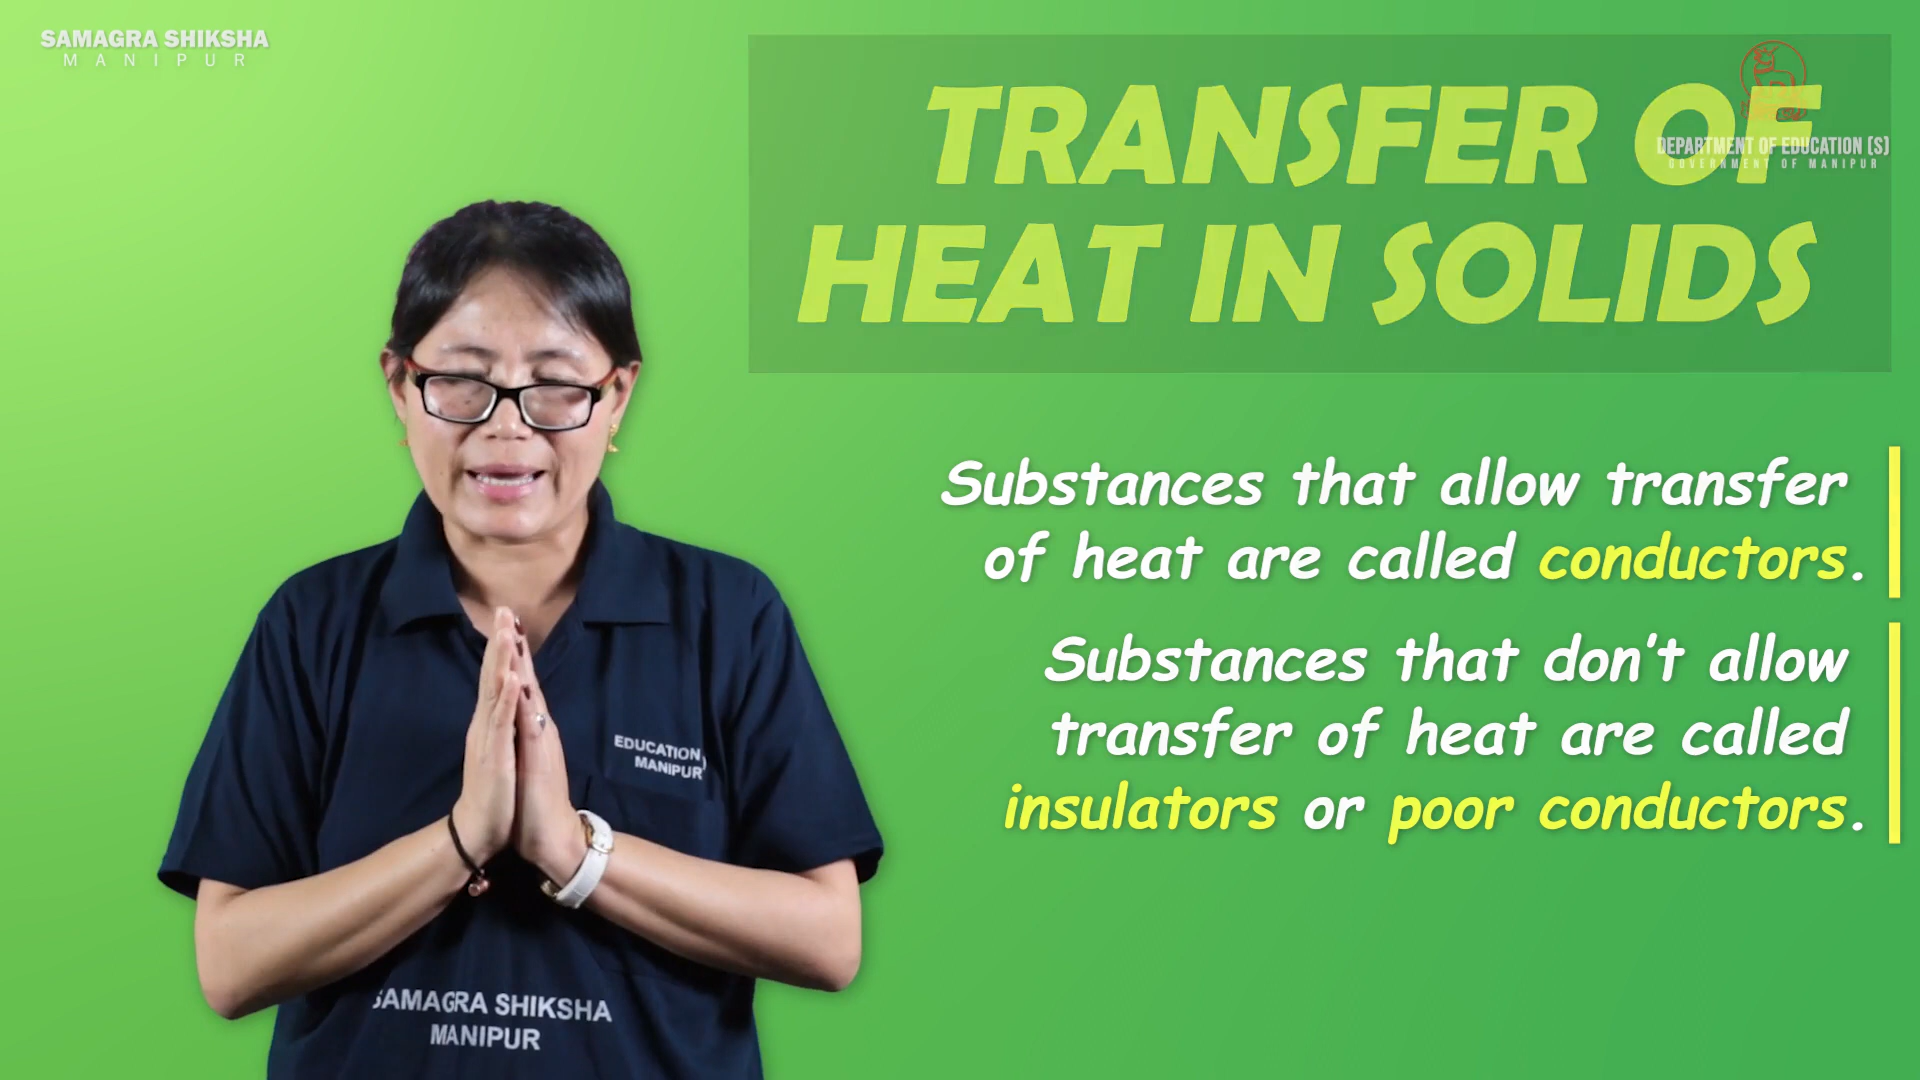 SAMAGRA SHIKSHA
MANIPUR
TRANSFER OF
HEAT IN SOLIDS
DEPARTMENT OF EDUCATION (S)
GOVERNMENT OF MANIPUR
Substances that allow transfer
of heat are called conductors.
Substances that don't allow
transfer of heat are called
insulators or poor conductors.
EDUCATION
MANIPUR
SAMAGRA SHIKSHA
MANIPUR